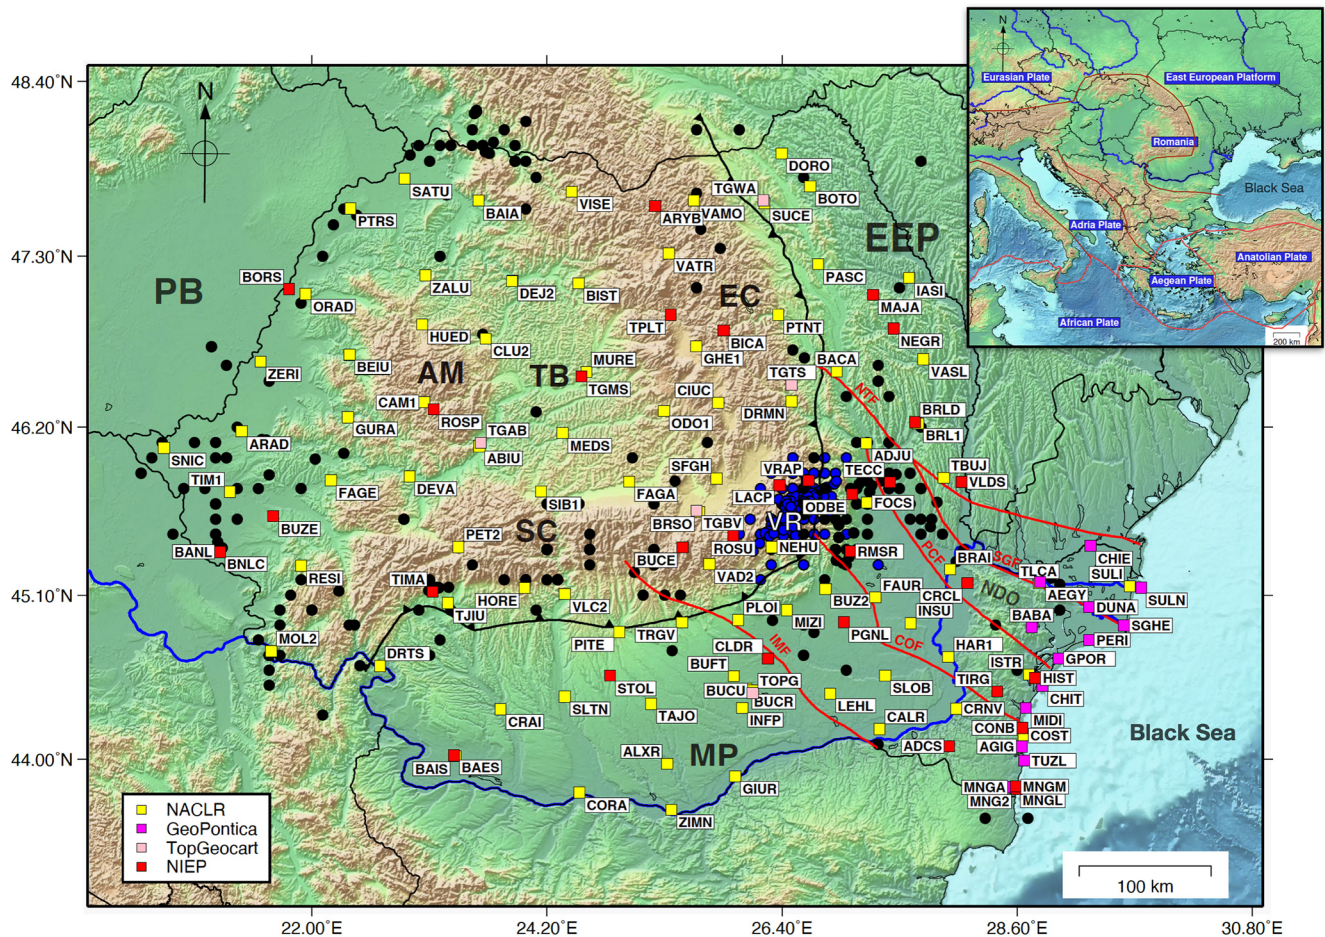 48.40°N
47.30°N
46.20°N
45.10°N
44.00°N
22.00°E
24.20°E
26.40°E
28.60°E
30.80°E
N
Eurasian Plate
East European Platform
Romania
Black Sea
Adria Plate
Anatolian Plate
Aegean Plate
African Plate
200 km
DORO
SATU
BAIA
VISE
TGWA
BOTO
PTRS
ARYB
VAMO
SUCE
EEP
VATR
PASC
BORS
ZALU
DEJ2
BIST
IASI
PB
EC
ORAD
MAJA
TPLT
PTNT
HUED
BICA
NEGR
CLU2
GHE1
BACA
ZERI
BEIU
MURE
TGTS
VASL
AM
TB
TGMS
NTF
CIUC
CAM1
ROSP
DRMN
BRLD
GURA
TGAB
ODO1
BRL1
ARAD
MEDS
ABIU
ADJU
SNIC
SFGH
VRAP
TECC
TBUJ
TIM1
FAGE
DEVA
FAGA
LACP
VLDS
SIB1
ODBE
FOCS
BUZE
BRSO
TGBV
VR
SC
PET2
ROSU
NEHU
BANL
BUCE
RMSR
PCF
BRAI
SGF
CHIE
BNLC
RESI
VAD2
TLCA
SULI
TIMA
FAUR
CRCL
NDO
AEGY
HORE
VLC2
PLOI
BUZ2
INSU
SULN
TJIU
MIZI
BABA
DUNA
MOL2
PITE
TRGV
PGNL
SGHE
DRTS
CLDR
IMF
COF
HAR1
PERI
BUFT
ISTR
GPOR
STOL
TOPG
SLOB
TIRG
HIST
BUCU
BUCR
CHIT
SLTN
TAJO
INFP
LEHL
CRNV
CRAI
CALR
MIDI
CONB
COST
Black Sea
ALXR
MP
ADCS
AGIG
BAIS
BAES
TUZL
GIUR
MNGA
MNGM
CORA
MNG2
MNGL
ZIMN
NACLR
GeoPontica
TopGeocart
NIEP
100 km